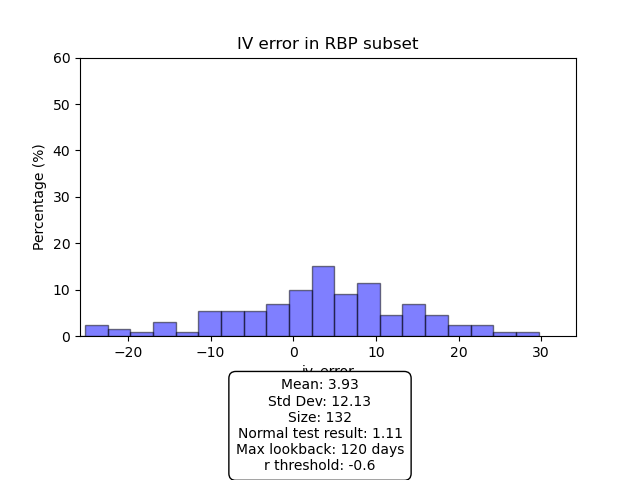 IV error in RBP subset
60
50
40
30
20
10
0
Percentage (%)
−20
−10
0
10
20
30
iv_error
Mean: 3.93
Std Dev: 12.13
Size: 132
Normal test result: 1.11
Max lookback: 120 days
r threshold: -0.6